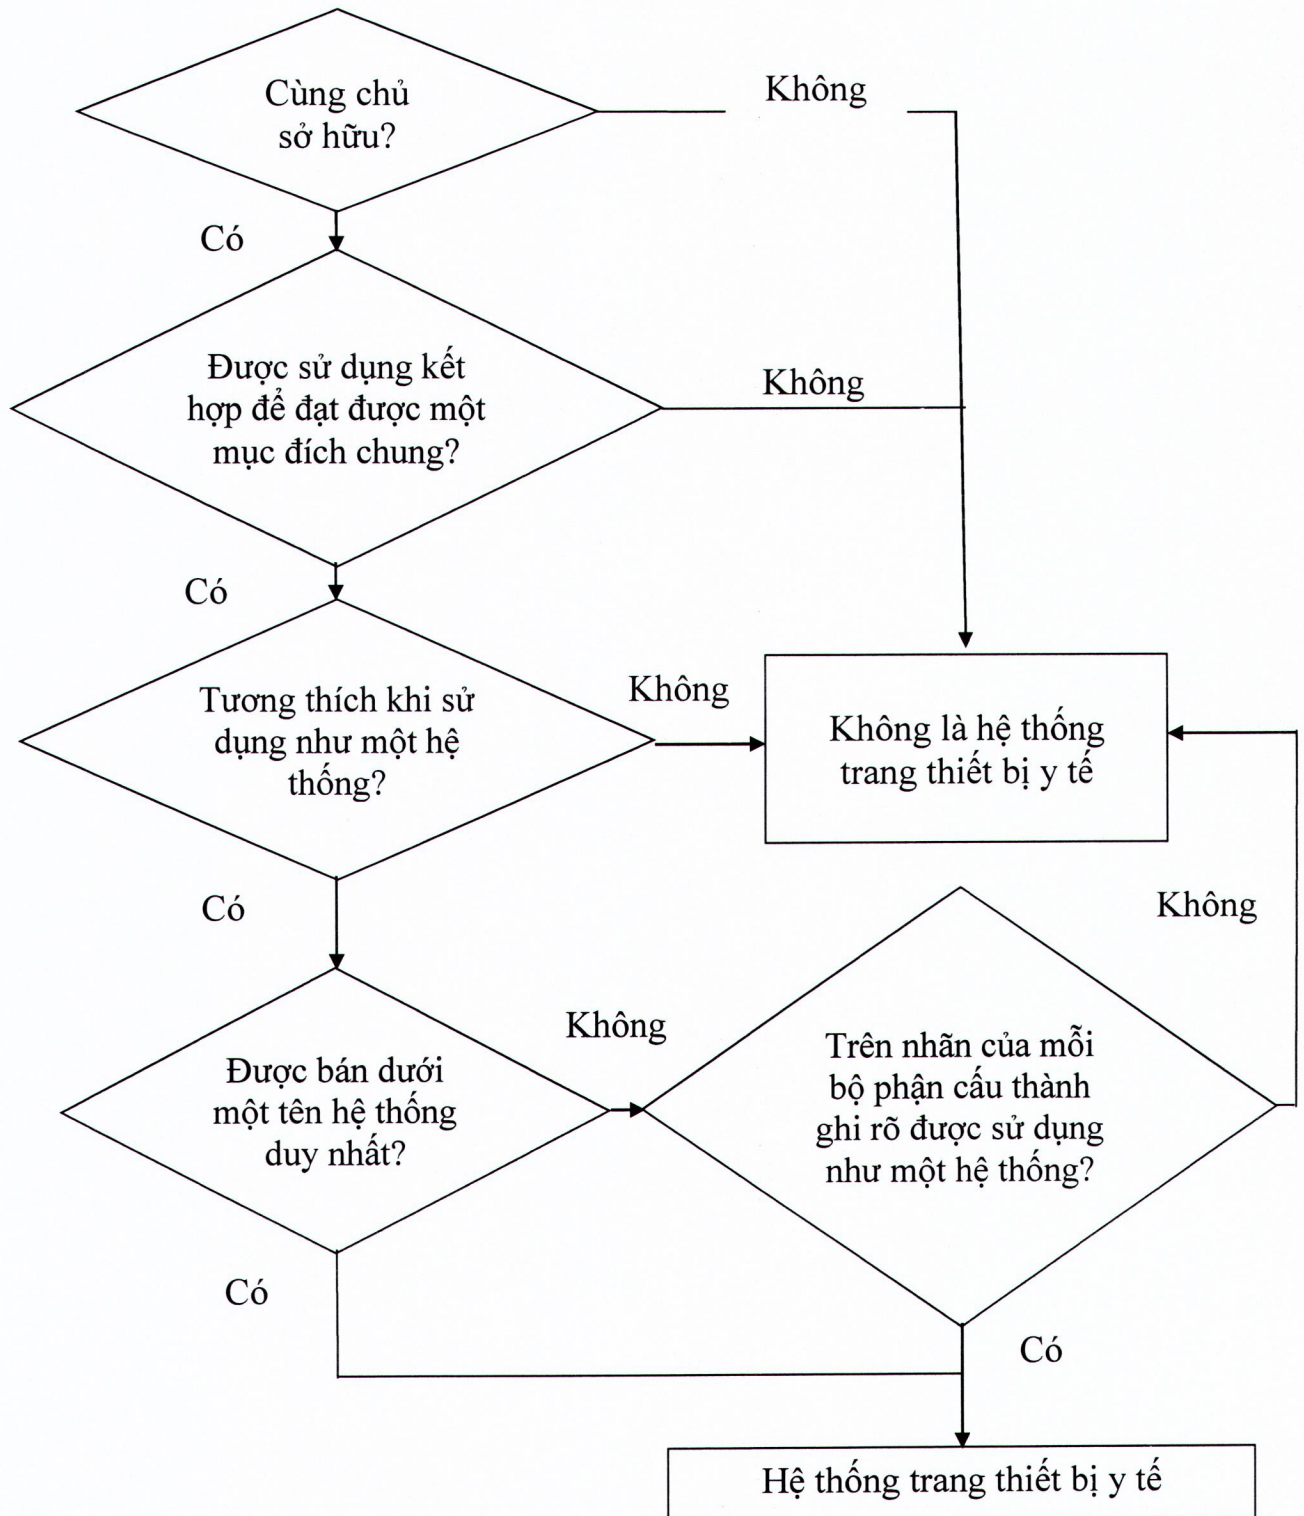 Cùng chủ
sở hữu?
Không
Có
Được sử dụng kết
hợp để đạt được một
mục đích chung?
Không
Có
Tương thích khi sử
dụng như một hệ
thống?
Không
Không là hệ thống
trang thiết bị y tế
Có
Được bán dưới
một tên hệ thống
duy nhất?
Không
Trên nhãn của mỗi
bộ phận cấu thành
ghi rõ được sử dụng
như một hệ thống?
Không
Có
Có
Hệ thống trang thiết bị y tế